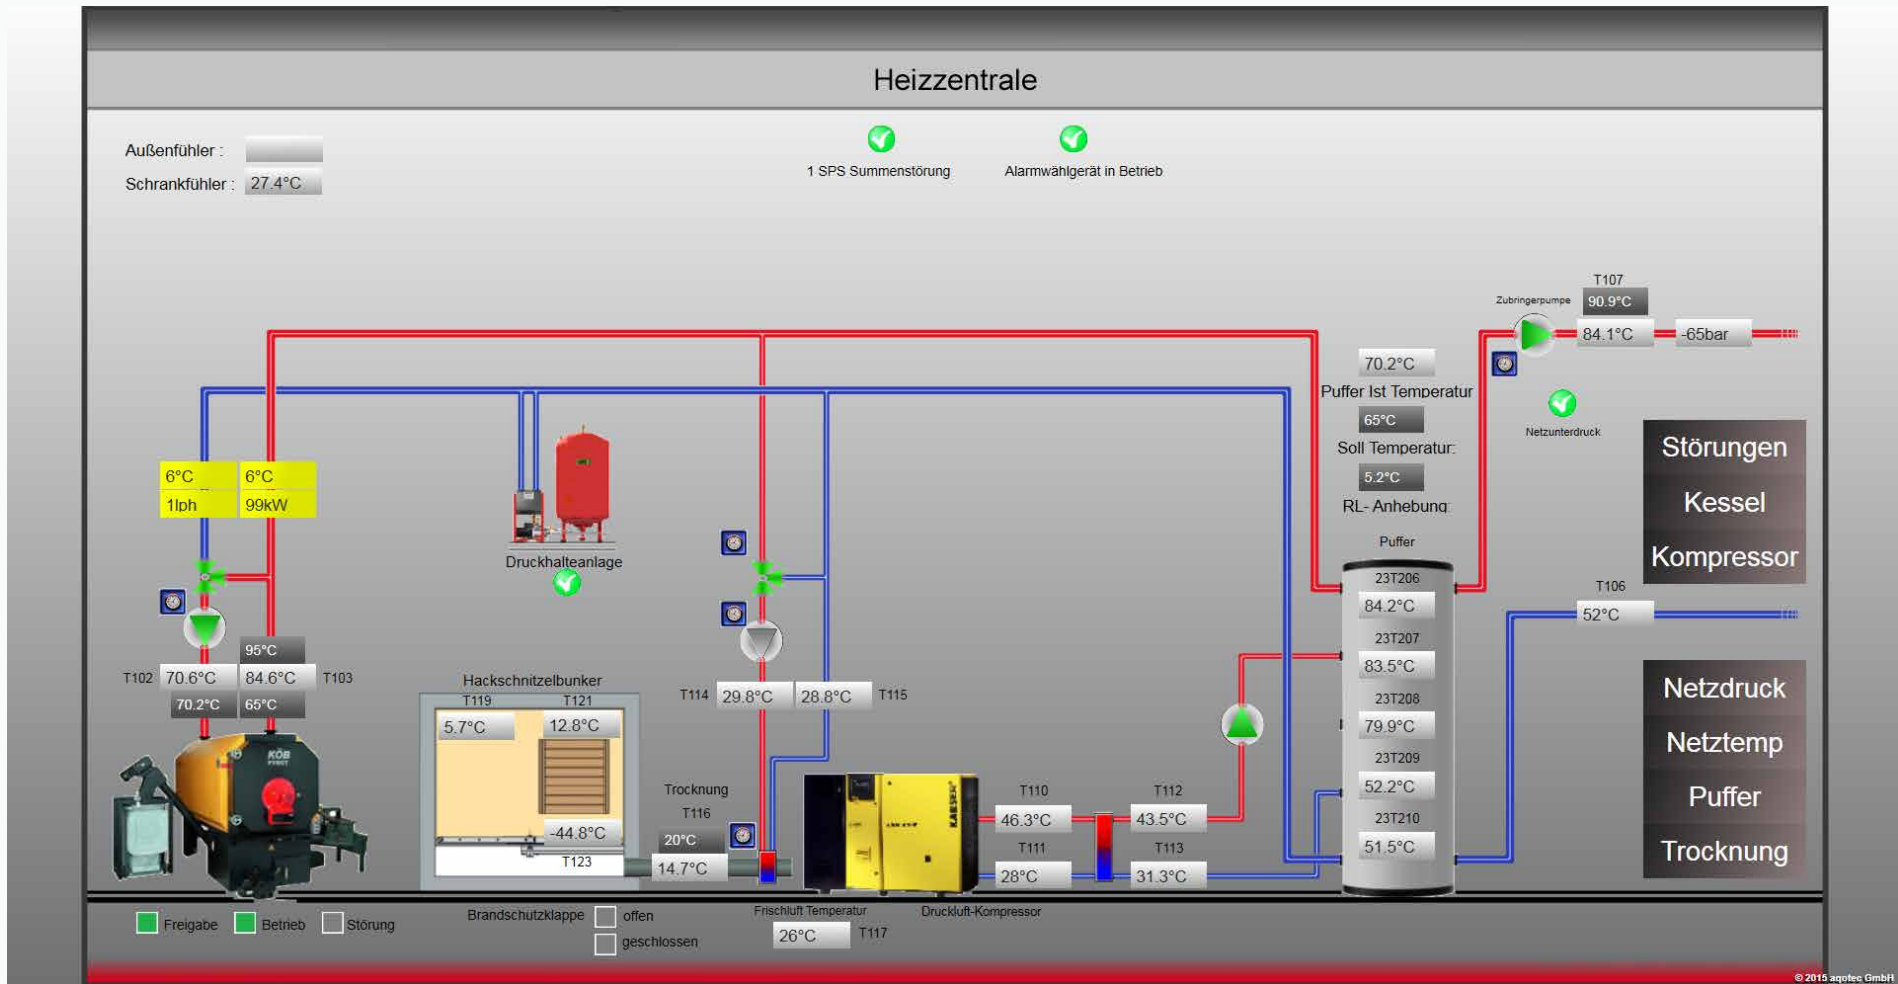 Heizzentrale
Außenfühler :
Schrankfühler : 27.4°C
1 SPS Summenstörung
Alarmwählgerät in Betrieb
T107
90.9°C
Zubringerpumpe
84.1°C
-65bar
70.2°C
Puffer Ist Temperatur
65°C
Soll Temperatur:
5.2°C
RL- Anhebung:
Netzunterdruck
Störungen
Kessel
Kompressor
6°C 6°C
1lph 99kW
Druckhalteanlage
Puffer
23T206
84.2°C
23T207
83.5°C
23T208
79.9°C
23T209
52.2°C
23T210
51.5°C
T106
52°C
95°C
T102 70.6°C 84.6°C T103
70.2°C 65°C
Hackschnitzelbunker
T119 T121
5.7°C 12.8°C
-44.8°C
T123
T114 29.8°C 28.8°C T115
Trocknung
T116
20°C
14.7°C
KÖB
PYROT
KAESER
T110 T112
46.3°C 43.5°C
T111 T113
28°C 31.3°C
Netzdruck
Netztemp
Puffer
Trocknung
Freigabe Betrieb Störung
Brandschutzklappe offen
geschlossen
Frischluft Temperatur
26°C T117
Druckluft-Kompressor
© 2015 aqotec GmbH